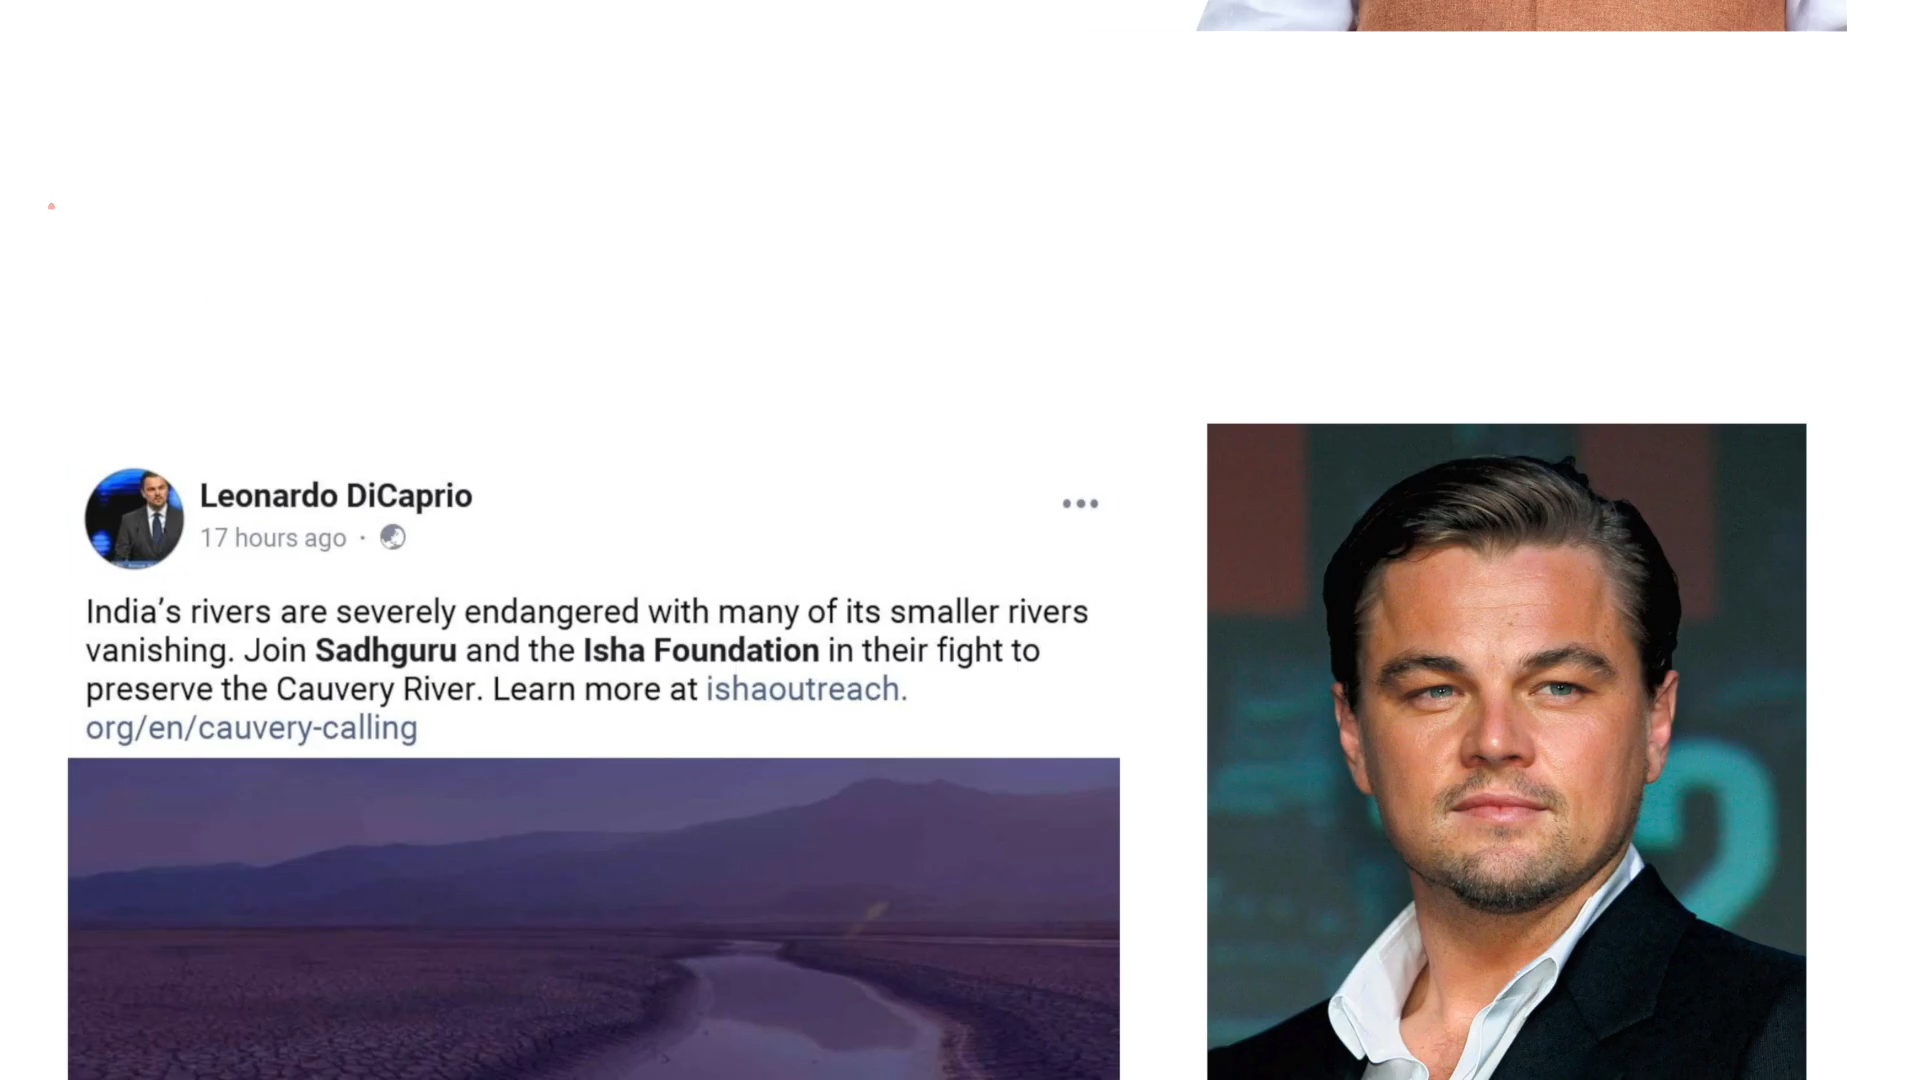 Leonardo DiCaprio
17 hours ago ·
India’s rivers are severely endangered with many of its smaller rivers
vanishing. Join Sadhguru and the Isha Foundation in their fight to
preserve the Cauvery River. Learn more at ishaoutreach.
org/en/cauvery-calling
2